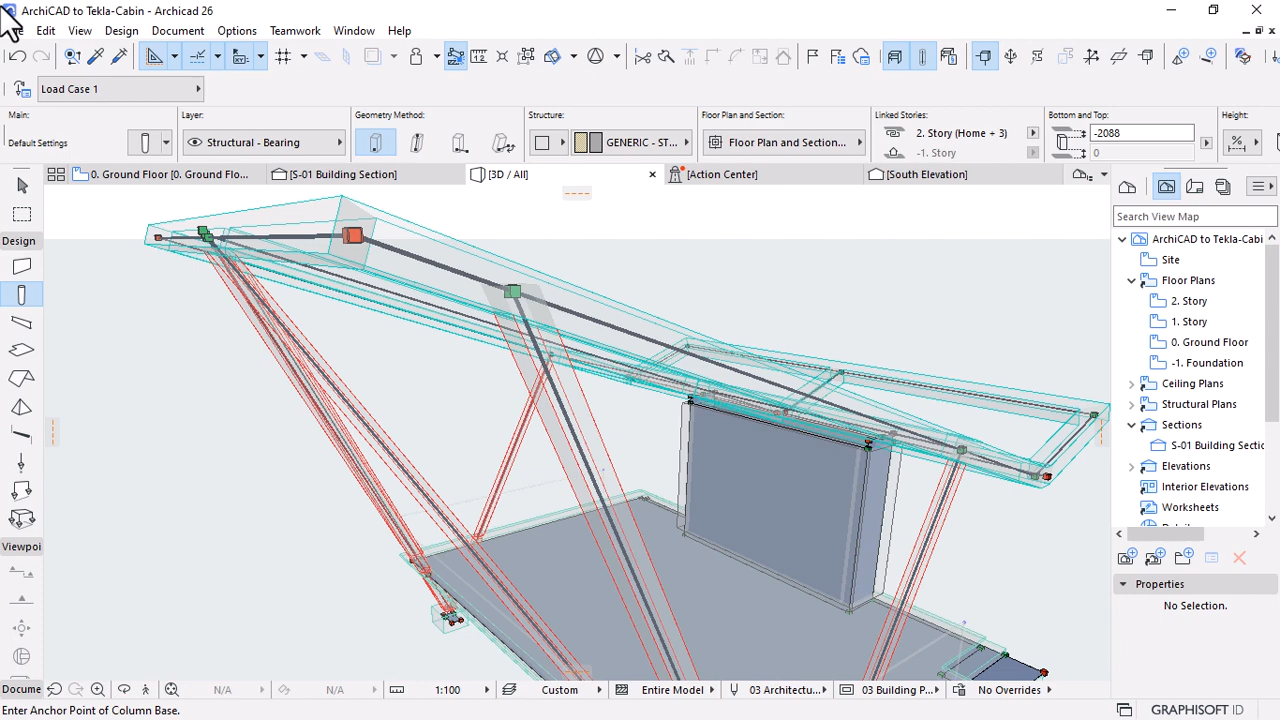 ArchiCAD to Tekla-Cabin - Archicad 26
Edit View Design Document Options Teamwork Window Help
Load Case 1
Main: Layer: Geometry Method: Structure: Floor Plan and Section: Linked Stories: Bottom and Top: Height:
Default Settings Structural - Bearing GENERIC - ST... Floor Plan and Section... 2. Story (Home + 3) -2088
-1. Story 0
0. Ground Floor [0. Ground Flo... [S-01 Building Section] [3D / All] [Action Center] [South Elevation]
Search View Map
Design
ArchiCAD to Tekla-Cabi
Site
Floor Plans
2. Story
1. Story
0. Ground Floor
-1. Foundation
Ceiling Plans
Structural Plans
Sections
S-01 Building Sectic
Elevations
Interior Elevations
Worksheets
Viewpoi
Properties
No Selection.
Docume N/A N/A 1:100 Custom Entire Model 03 Architectu... 03 Building P... No Overrides
Enter Anchor Point of Column Base. GRAPHISOFT ID